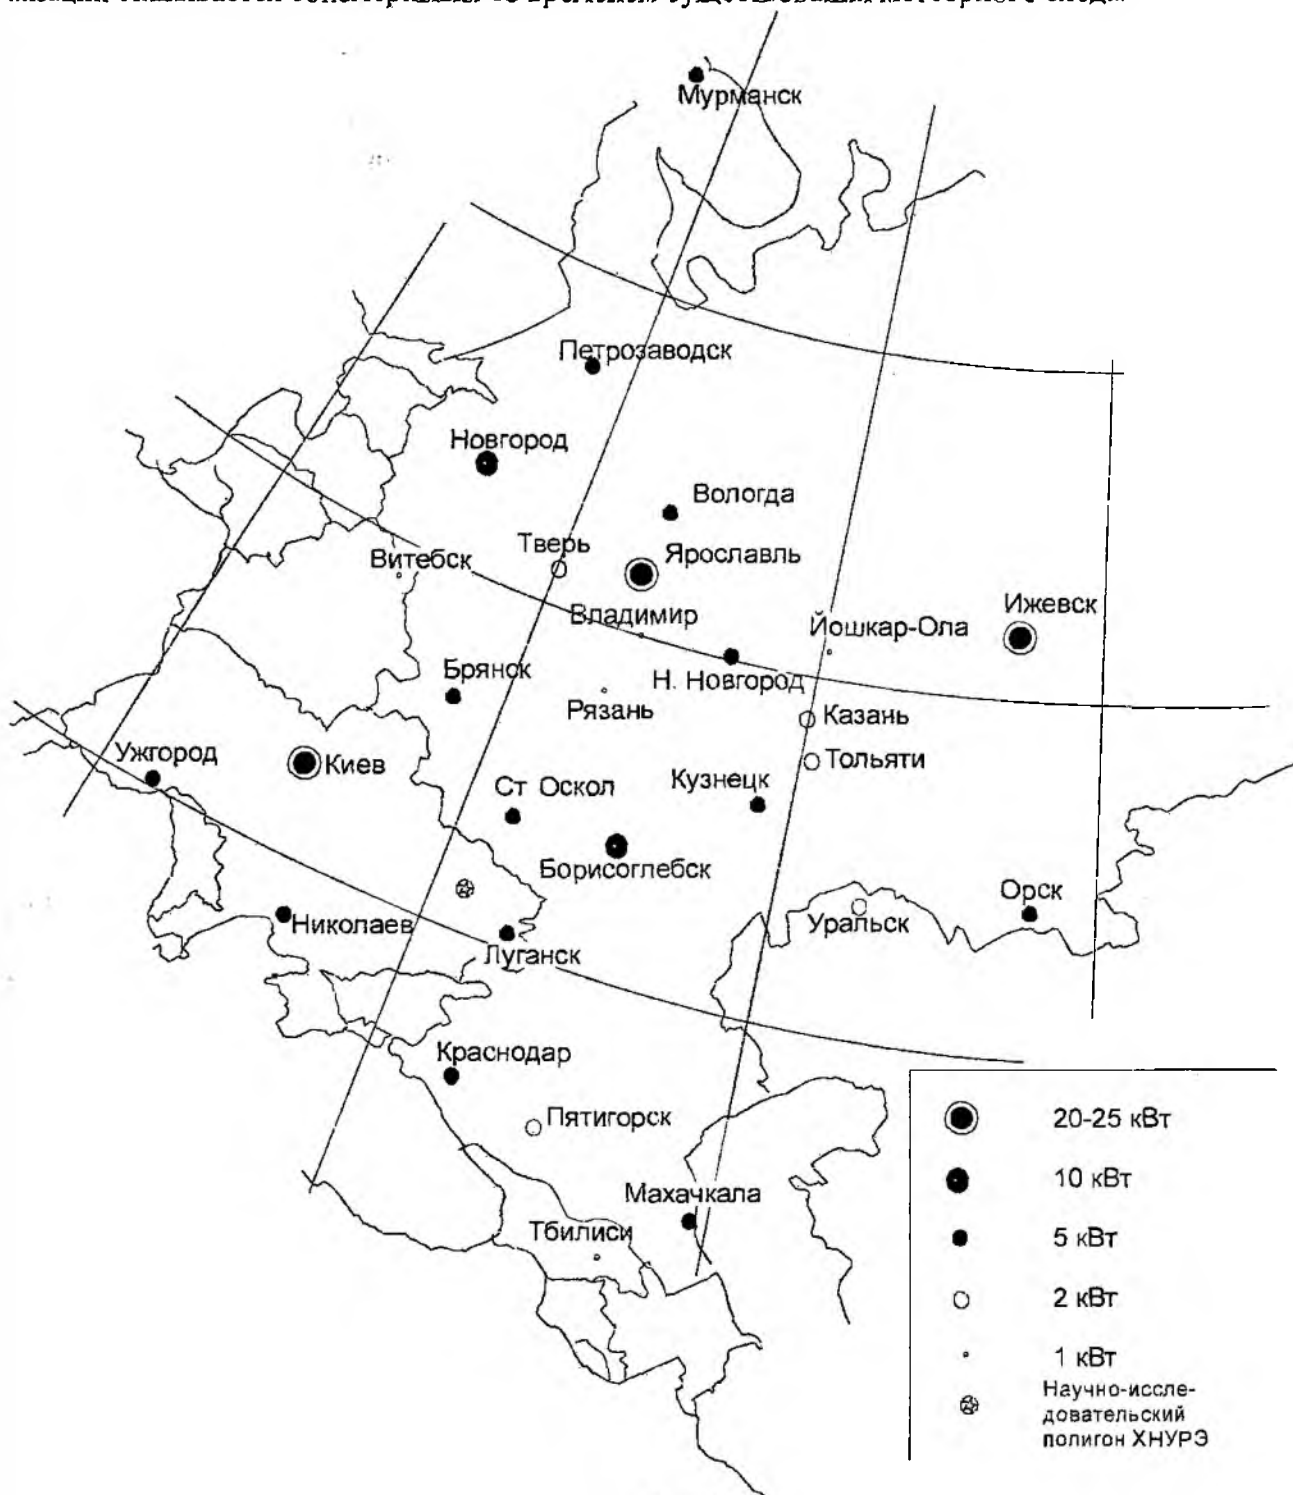 Мурманск
Петрозаводск
Новгород
Вологда
Тверь
Ярославль
Витебск
Ижевск
Владимир
Йошкар-Ола
Брянск
Н. Новгород
Рязань
Казань
Ужгород
Киев
Тольяти
Ст Оскол
Кузнецк
Борисоглебск
Орск
Николаев
Уральск
Луганск
Краснодар
Пятигорск
Махачкала
Тбилиси
20-25 кВт
10 кВт
5 кВт
2 кВт
1 кВт
Научно-иссле-
довательский
полигон ХНУРЭ